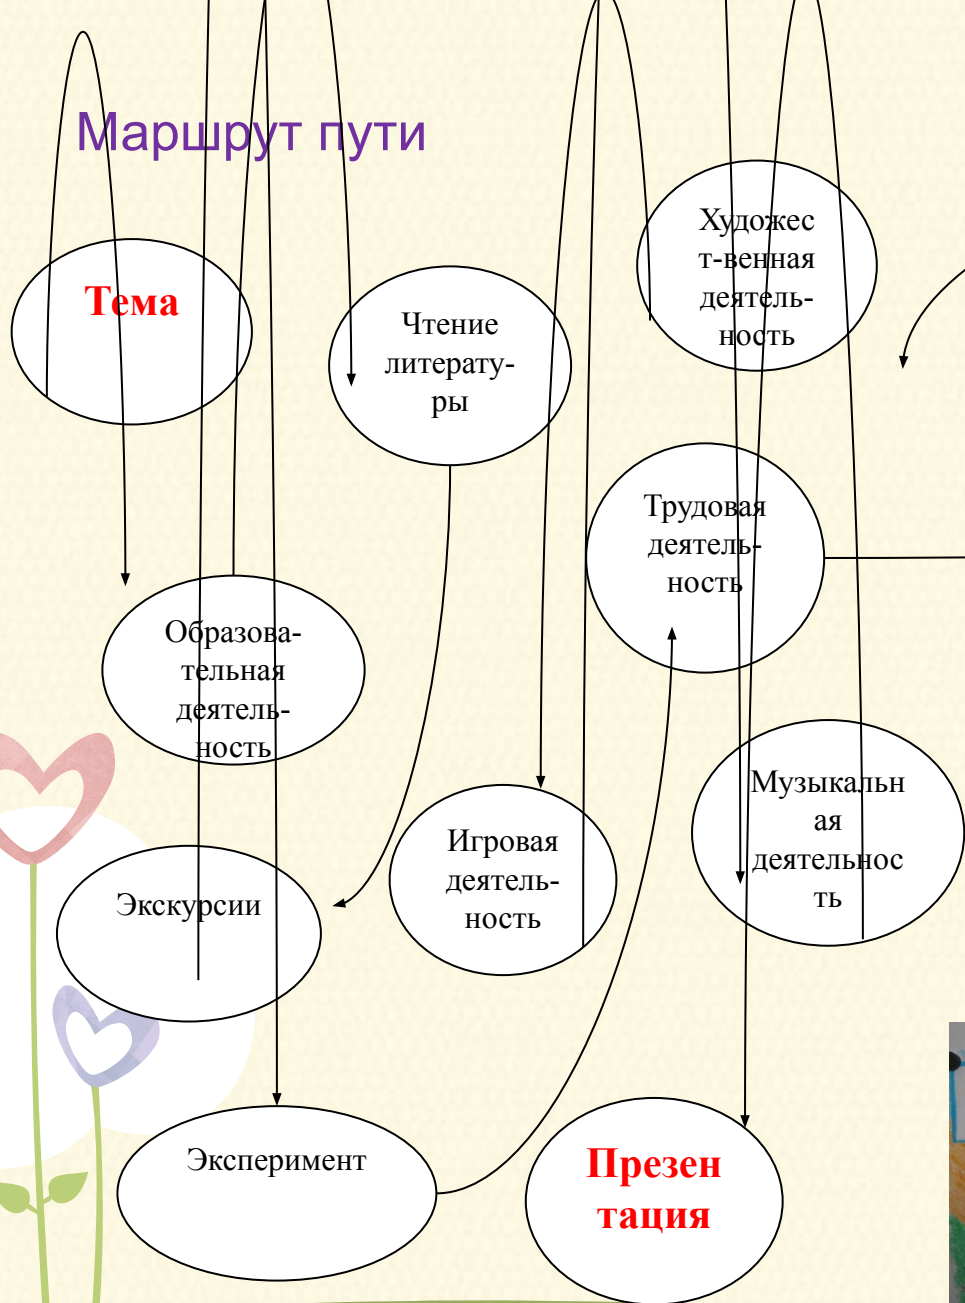 Маршрут пути
Тема
Чтение
литерату-
ры
Художес
т-венная
деятель-
ность
Трудовая
деятель-
ность
Образова-
тельная
деятель-
ность
Экскурсии
Игровая
деятель-
ность
Музыкальн
ая
деятельнос
ть
Эксперимент
Презен
тация